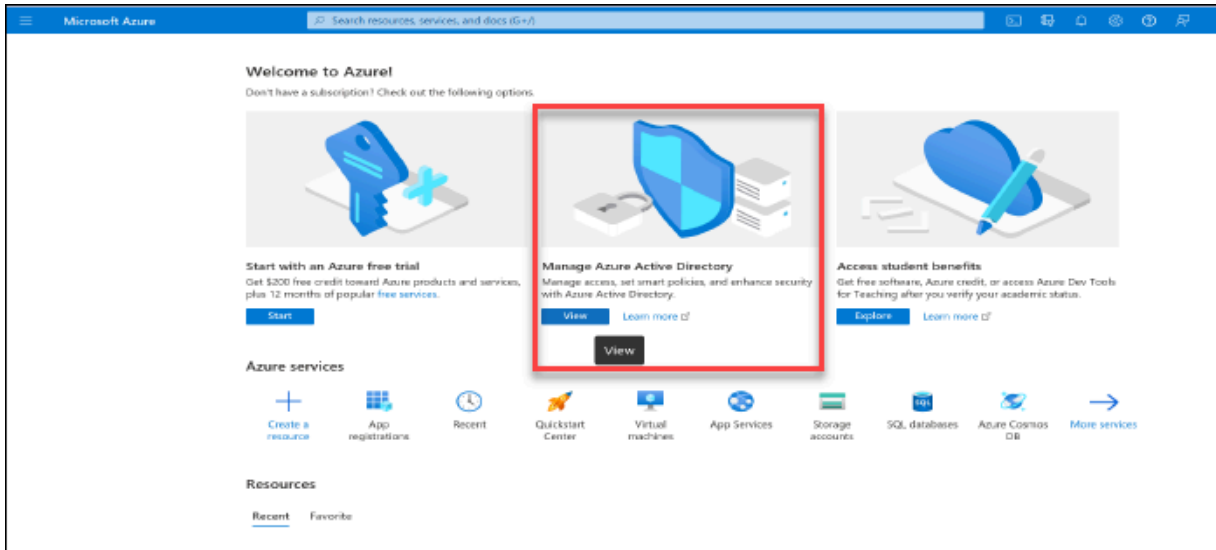 Microsoft Azure
Search resources, services, and docs (G+/)
Welcome to Azure!
Don't have a subscription? Check out the following options.
Start with an Azure free trial
Get $200 free credit toward Azure products and services,
plus 12 months of popular free services.
Start
Manage Azure Active Directory
Manage access, set smart policies, and enhance security
with Azure Active Directory.
View
Learn more
View
Access student benefits
Get free software, Azure credit, or access Azure Dev Tools
for Teaching after you verify your academic status.
Explore
Learn more
Azure services
Create a
resource
App
registrations
Recent
Quickstart
Center
Virtual
machines
App Services
Storage
accounts
SQL
SQL databases
Azure Cosmos
DB
More services
Resources
Recent
Favorite